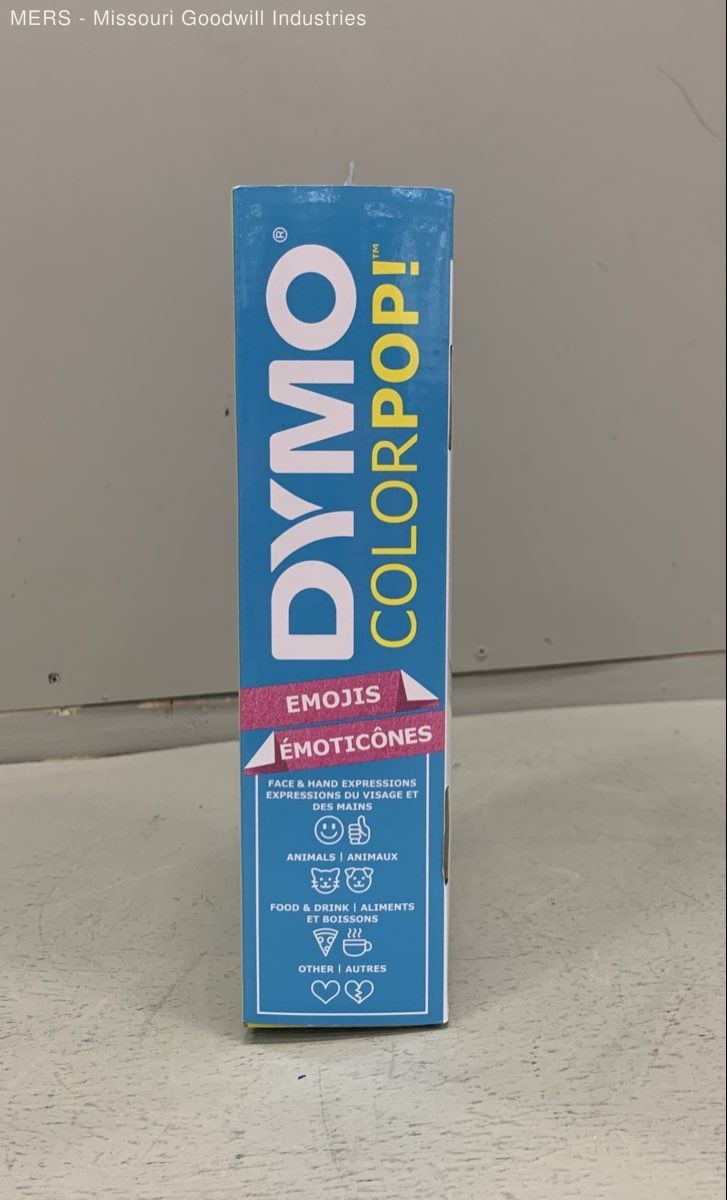 MERS - Missouri Goodwill Industries
DYMO®
COLORPOP!™
EMOJIS
ÉMOTICÔNES
FACE & HAND EXPRESSIONS
EXPRESSIONS DU VISAGE ET
DES MAINS
ANIMALS | ANIMAUX
FOOD & DRINK | ALIMENTS
ET BOISSONS
OTHER | AUTRES